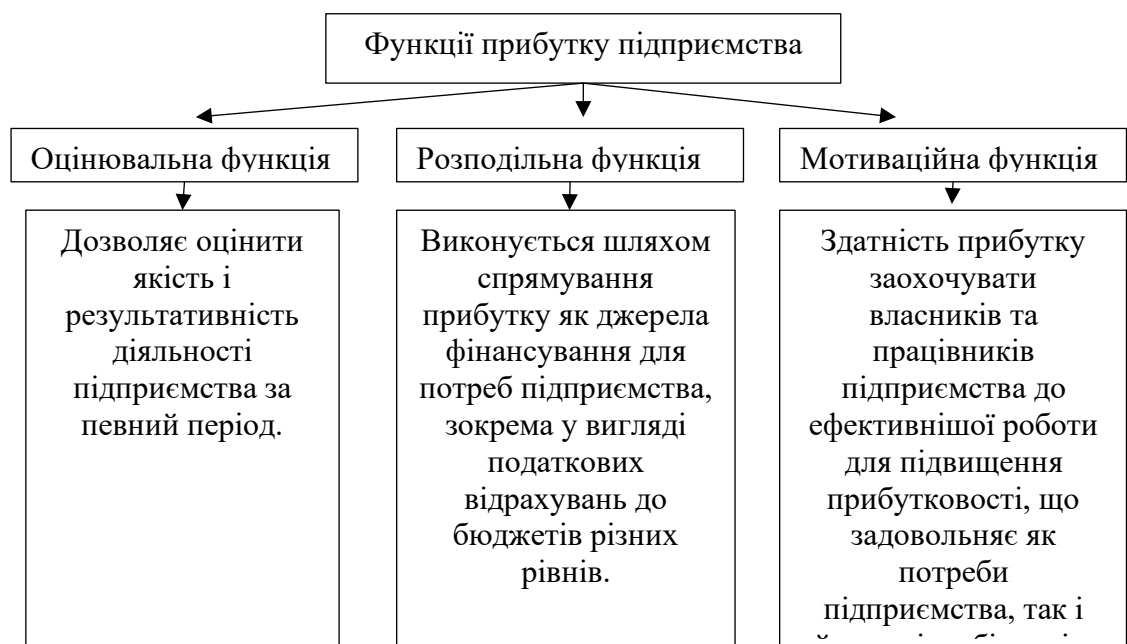 Функції прибутку підприємства
Оцінювальна функція
Розподільна функція
Мотиваційна функція
Дозволяє оцінити
якість і
результативність
діяльності
підприємства за
певний період.
Виконується шляхом
спрямування
прибутку як джерела
фінансування для
потреб підприємства,
зокрема у вигляді
податкових
відрахувань до
бюджетів різних
рівнів.
Здатність прибутку
заохочувати
власників та
працівників
підприємства до
ефективнішої роботи
для підвищення
прибутковості, що
задовольняє як
потреби
підприємства, так і